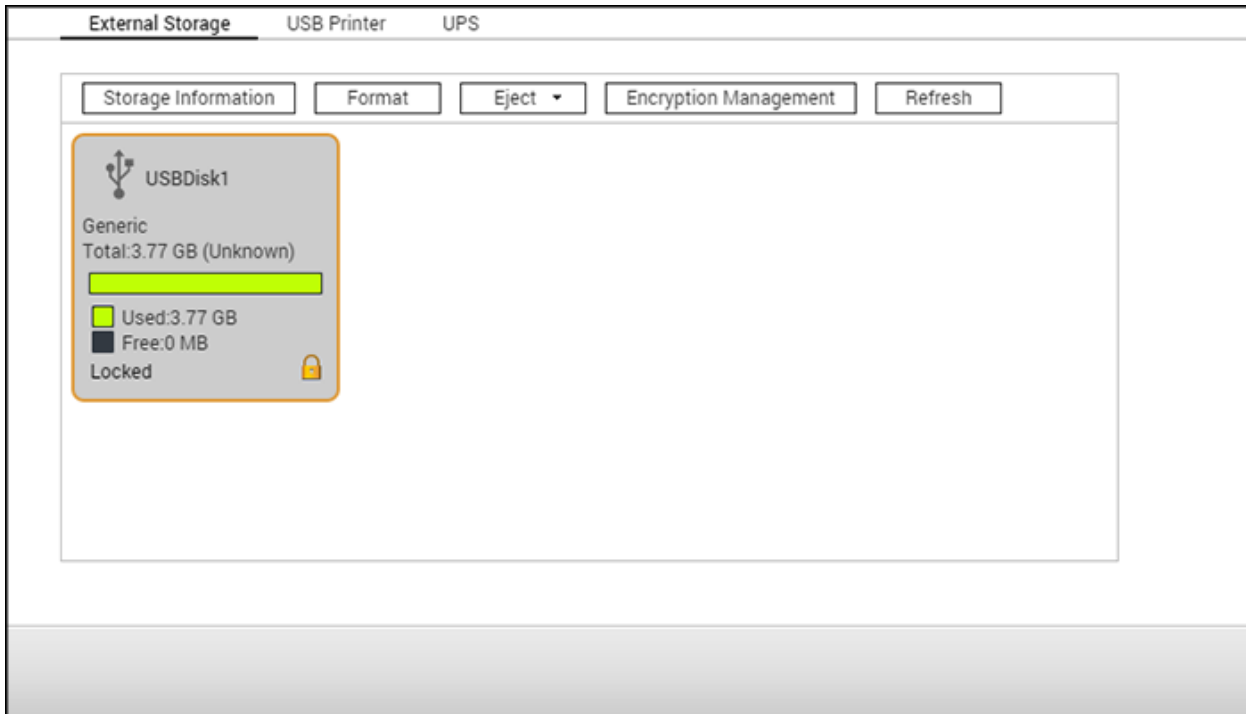 External Storage USB Printer UPS
Storage Information Format Eject Encryption Management Refresh
USBDisk1
Generic
Total:3.77 GB (Unknown)
Used:3.77 GB
Free:0 MB
Locked